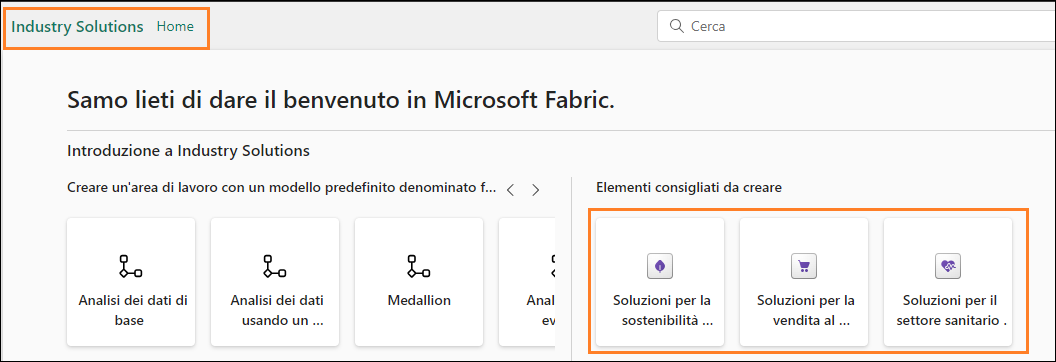 Industry Solutions Home
Cerca
Samo lieti di dare il benvenuto in Microsoft Fabric.
Introduzione a Industry Solutions
Creare un'area di lavoro con un modello predefinito denominato f...
Analisi dei dati di
base
Analisi dei dati
usando un ...
Medallion
Anal
ev
Elementi consigliati da creare
Soluzioni per la
sostenibilità ...
Soluzioni per la
vendita al ...
Soluzioni per il
settore sanitario .